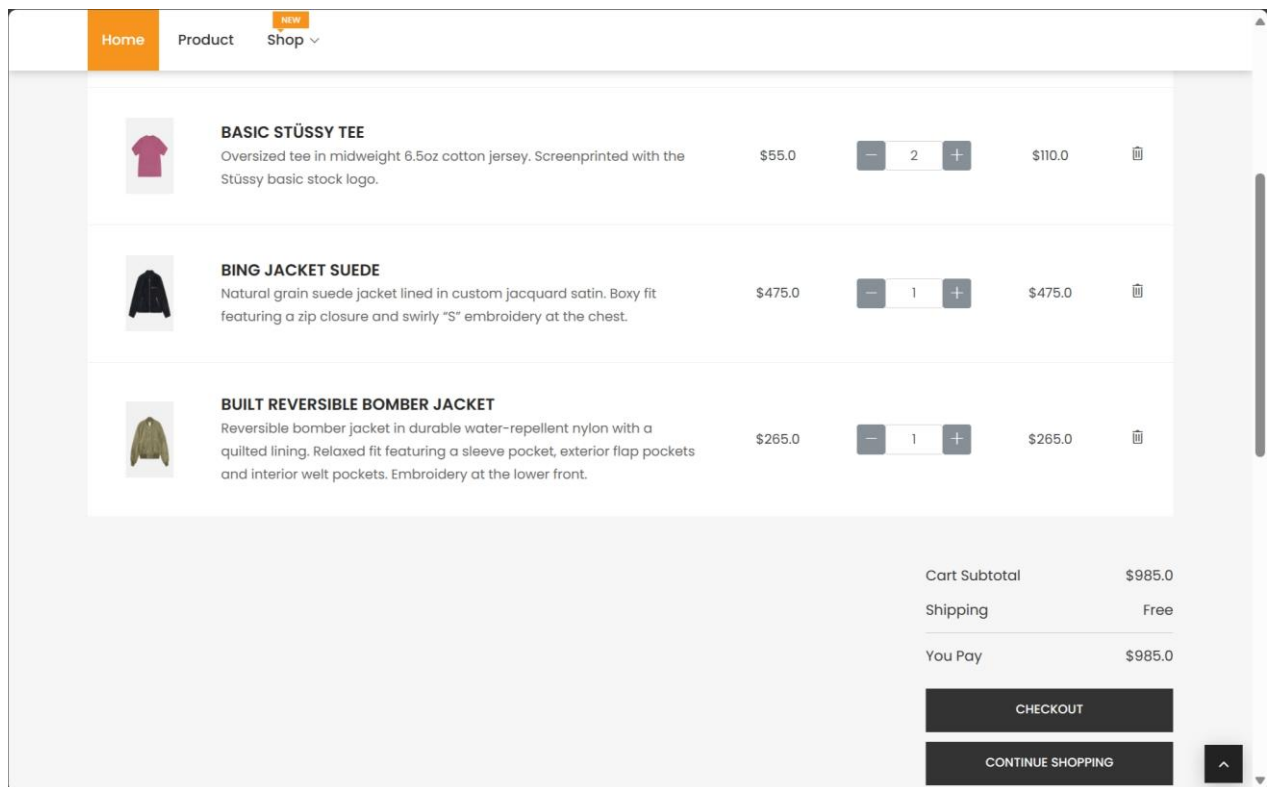 NEW
Home Product Shop
BASIC STÜSSY TEE
Oversized tee in midweight 6.5oz cotton jersey. Screenprinted with the
Stüssy basic stock logo.
$55.0 2 $110.0
BING JACKET SUEDE
Natural grain suede jacket lined in custom jacquard satin. Boxy fit
featuring a zip closure and swirly “S” embroidery at the chest.
$475.0 1 $475.0
BUILT REVERSIBLE BOMBER JACKET
Reversible bomber jacket in durable water-repellent nylon with a
quilted lining. Relaxed fit featuring a sleeve pocket, exterior flap pockets
and interior welt pockets. Embroidery at the lower front.
$265.0 1 $265.0
Cart Subtotal $985.0
Shipping Free
You Pay $985.0
CHECKOUT
CONTINUE SHOPPING